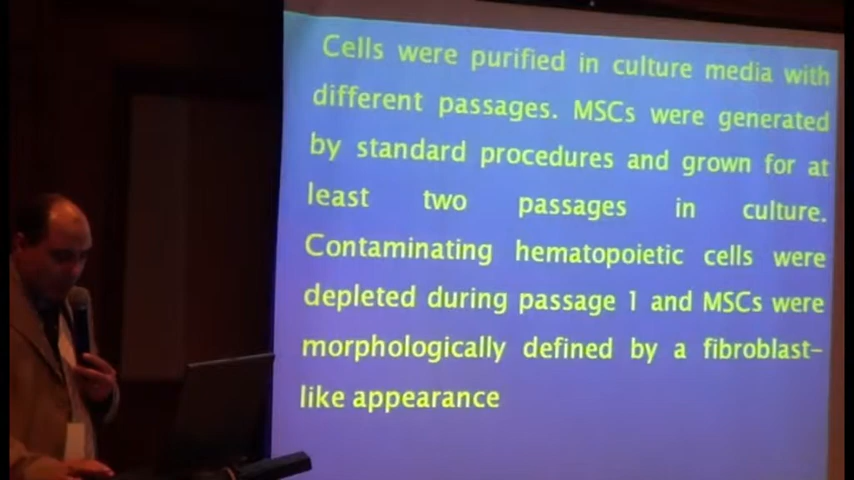 Cells were purified in culture media with
different passages. MSCs were generated
by standard procedures and grown for at
least two passages in culture.
Contaminating hematopoietic cells were
depleted during passage 1 and MSCs were
morphologically defined by a fibroblast-
like appearance